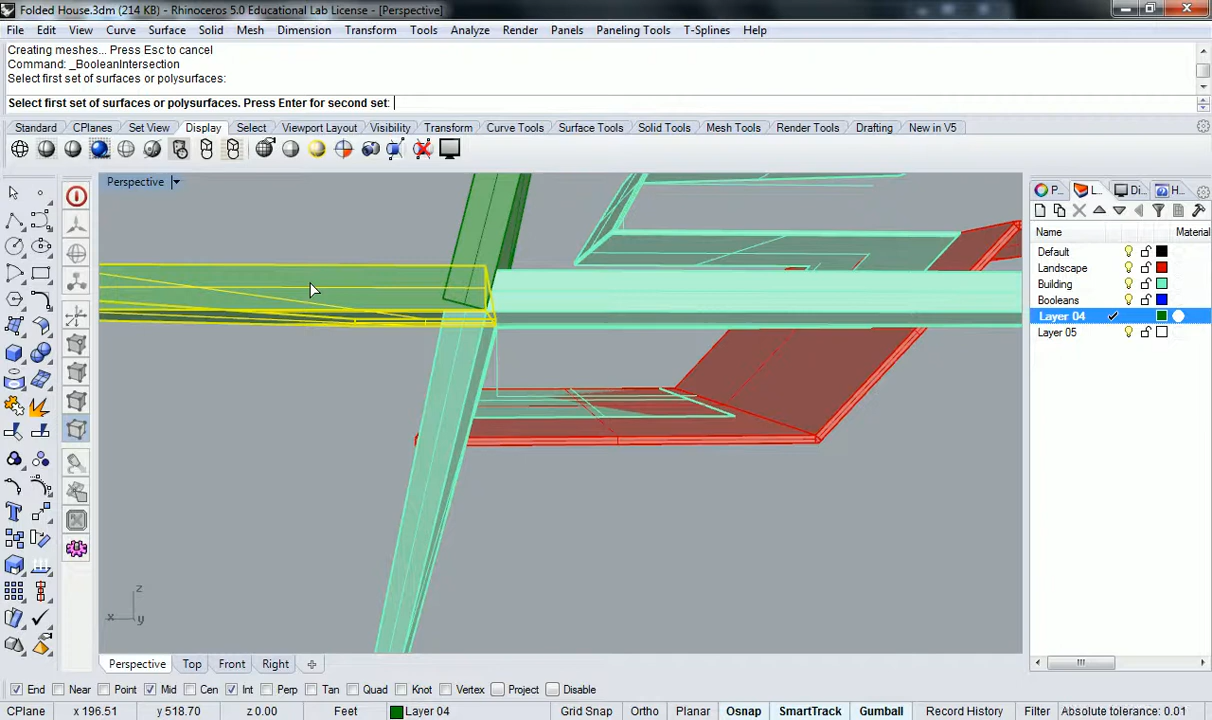 Folded House.3dm (214 KB) - Rhinoceros 5.0 Educational Lab License - [Perspective]
File Edit View Curve Surface Solid Mesh Dimension Transform Tools Analyze Render Panels Paneling Tools T-Splines Help
Creating meshes... Press Esc to cancel
Command: _BooleanIntersection
Select first set of surfaces or polysurfaces:
Select first set of surfaces or polysurfaces. Press Enter for second set:
Standard CPlanes Set View Display Select Viewport Layout Visibility Transform Curve Tools Surface Tools Solid Tools Mesh Tools Render Tools Drafting New in V5
Perspective
P... L... Di... H...
Name Material
Default
Landscape
Building
Booleans
Layer 04
Layer 05
z
x y
Perspective Top Front Right
End Near Point Mid Cen Int Perp Tan Quad Knot Vertex Project Disable
CPlane x 196.51 y 518.70 z 0.00 Feet Layer 04 Grid Snap Ortho Planar Osnap SmartTrack Gumball Record History Filter Absolute tolerance: 0.01